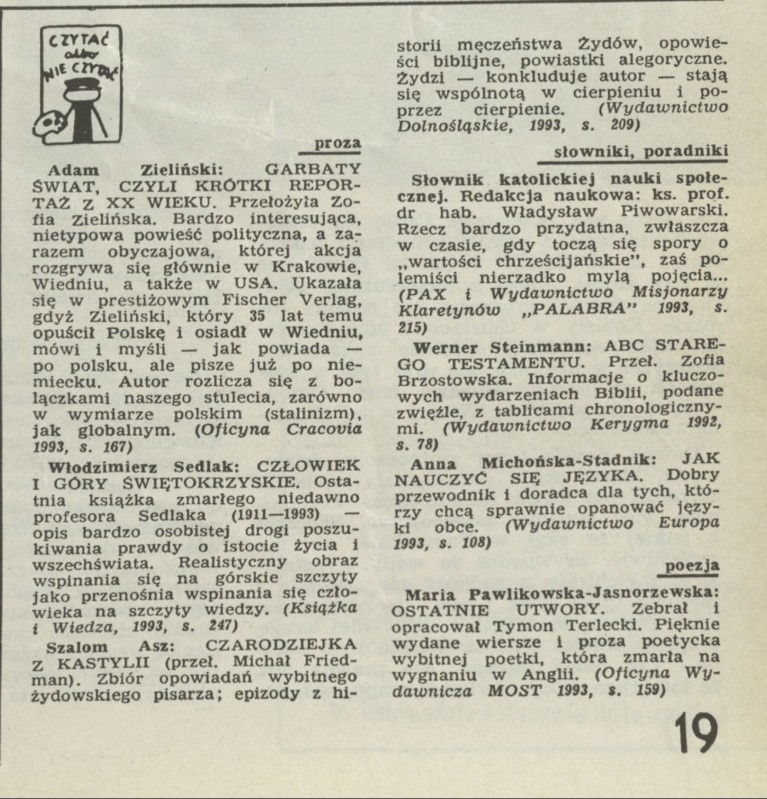 CZYTAĆ
albo
NIE CZYTAĆ
proza
Adam Zieliński: GARBATY
ŚWIAT, CZYLI KRÓTKI REPOR-
TAŻ Z XX WIEKU. Przełożyła Zo-
fia Zielińska. Bardzo interesująca,
nietypowa powieść polityczna, a za-
razem obyczajowa, której akcja
rozgrywa się głównie w Krakowie,
Wiedniu, a także w USA. Ukazała
się w prestiżowym Fischer Verlag,
gdyż Zieliński, który 35 lat temu
opuścił Polskę i osiadł w Wiedniu,
mówi i myśli — jak powiada —
po polsku, ale pisze już po nie-
miecku. Autor rozlicza się z bo-
lączkami naszego stulecia, zarówno
w wymiarze polskim (stalinizm),
jak globalnym. (Oficyna Cracovia
1993, s. 167)
Włodzimierz Sedlak: CZŁOWIEK
I GÓRY ŚWIĘTOKRZYSKIE. Osta-
tnia książka zmarłego niedawno
profesora Sedlaka (1911—1993) —
opis bardzo osobistej drogi poszu-
kiwania prawdy o istocie życia i
wszechświata. Realistyczny obraz
wspinania się na górskie szczyty
jako przenośnia wspinania się czło-
wieka na szczyty wiedzy. (Książka
i Wiedza, 1993, s. 247)
Szalom Asz: CZARODZIEJKA
Z KASTYLII (przeł. Michał Fried-
man). Zbiór opowiadań wybitnego
żydowskiego pisarza; epizody z hi-
storii męczeństwa Żydów, opowie-
ści biblijne, powiastki alegoryczne.
Żydzi — konkluduje autor — stają
się wspólnotą w cierpieniu i po-
przez cierpienie. (Wydawnictwo
Dolnośląskie, 1993, s. 209)
słowniki, poradniki
Słownik katolickiej nauki społe-
cznej. Redakcja naukowa: ks. prof.
dr hab. Władysław Piwowarski.
Rzecz bardzo przydatna, zwłaszcza
w czasie, gdy toczą się spory o
„wartości chrześcijańskie”, zaś po-
lemiści nierzadko mylą pojęcia...
(PAX i Wydawnictwo Misjonarzy
Klaretynów „PALABRA” 1993, s.
215)
Werner Steinmann: ABC STARE-
GO TESTAMENTU. Przeł. Zofia
Brzostowska. Informacje o kluczo-
wych wydarzeniach Biblii, podane
zwięźle, z tablicami chronologiczny-
mi. (Wydawnictwo Kerygma 1992,
s. 78)
Anna Michońska-Stadnik: JAK
NAUCZYĆ SIĘ JĘZYKA. Dobry
przewodnik i doradca dla tych, któ-
rzy chcą sprawnie opanować języ-
ki obce. (Wydawnictwo Europa
1993, s. 108)
poezja
Maria Pawlikowska-Jasnorzewska:
OSTATNIE UTWORY. Zebrał i
opracował Tymon Terlecki. Pięknie
wydane wiersze i proza poetycka
wybitnej poetki, która zmarła na
wygnaniu w Anglii. (Oficyna Wy-
dawnicza MOST 1993, s. 159)
19